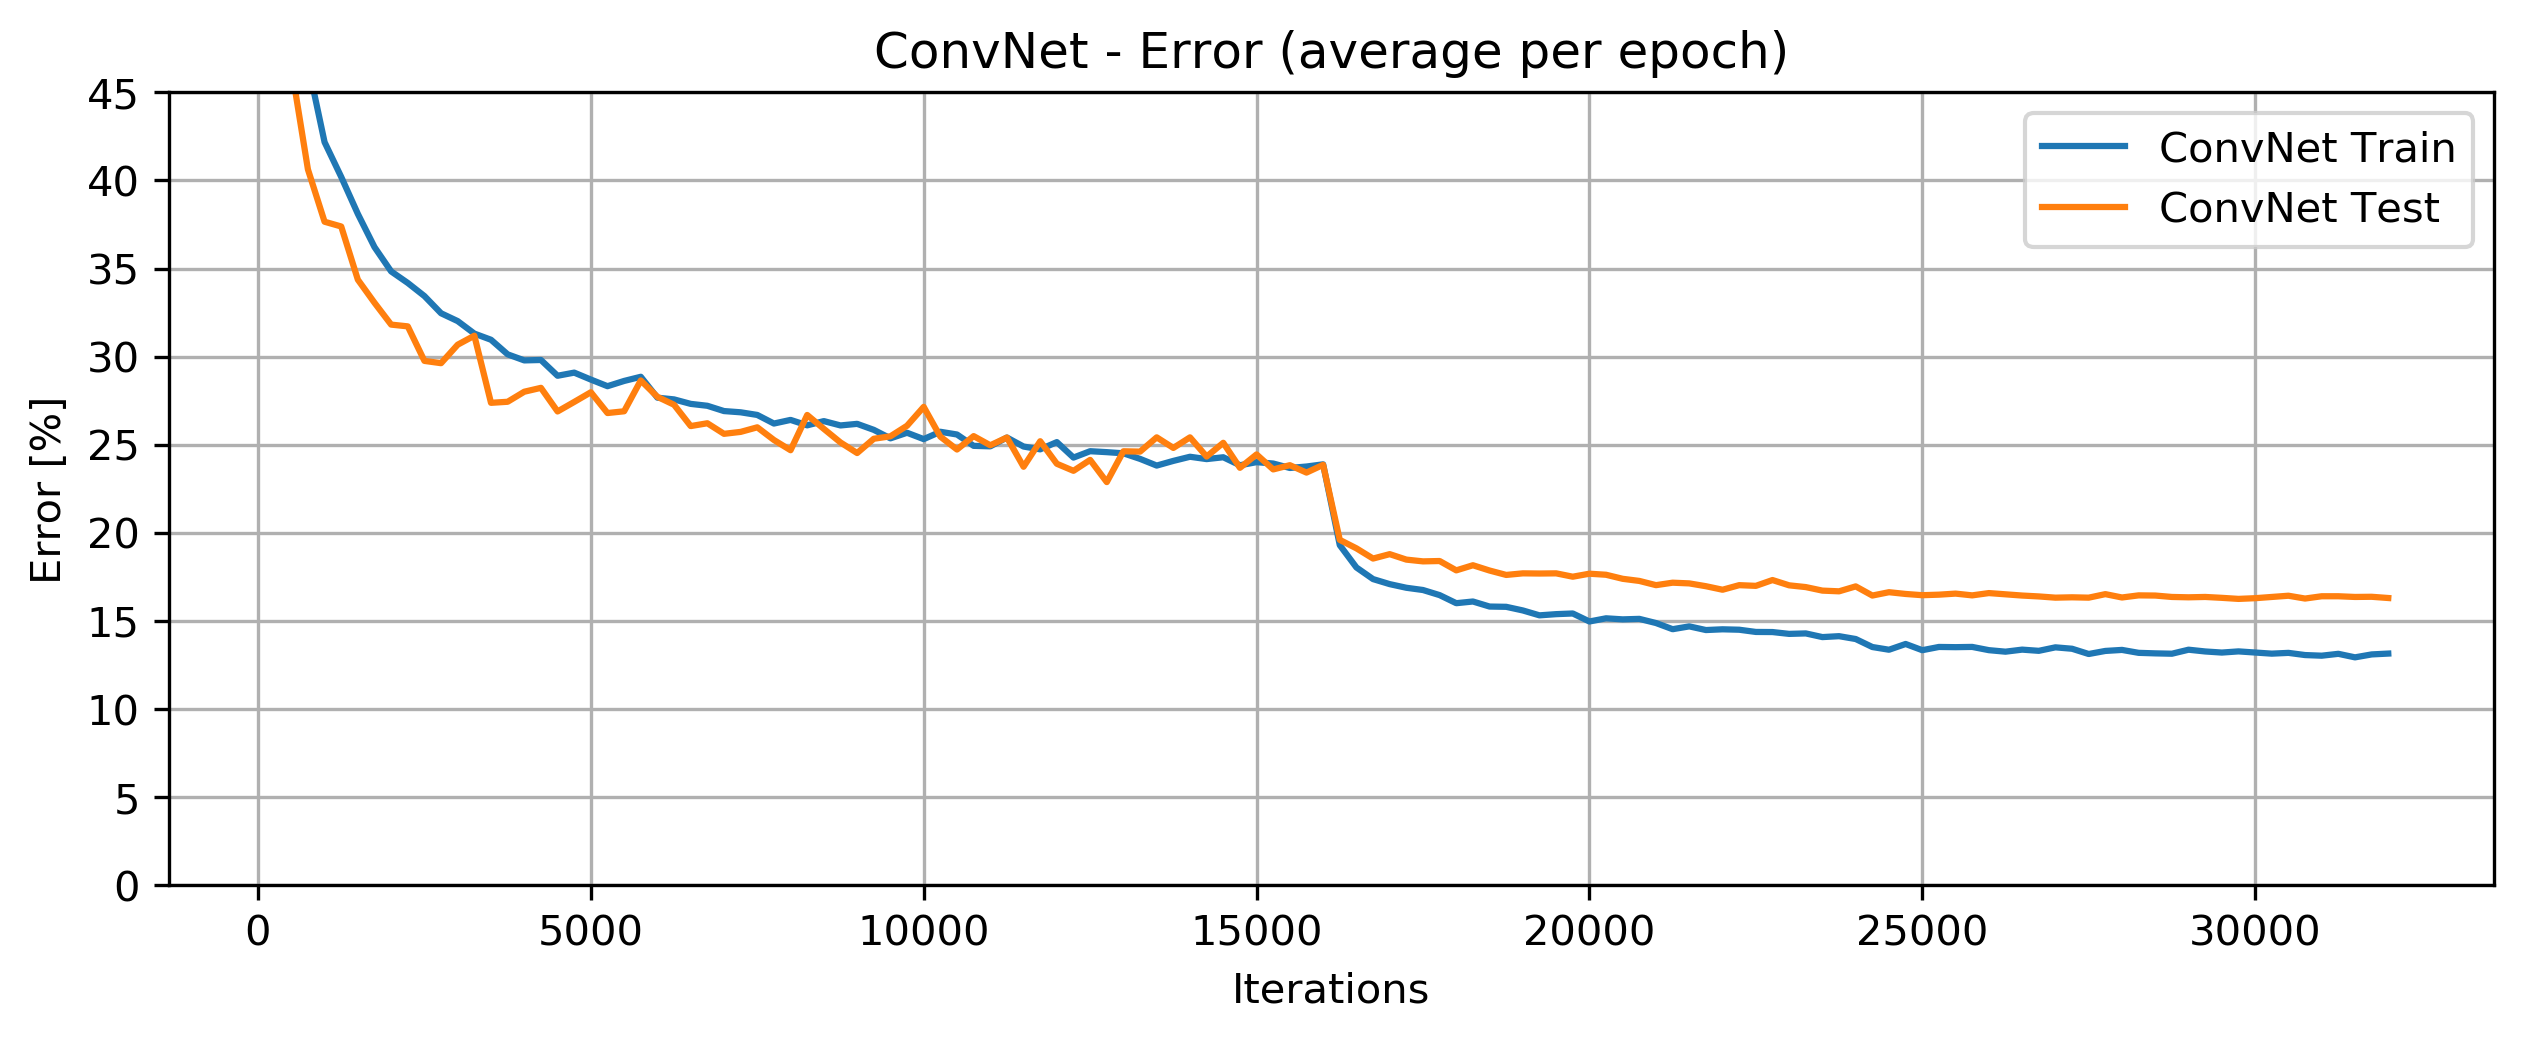 ConvNet - Error (average per epoch)
45
40
35
30
25
20
15
10
5
0
Error [%]
ConvNet Train
ConvNet Test
0 5000 10000 15000 20000 25000 30000
Iterations